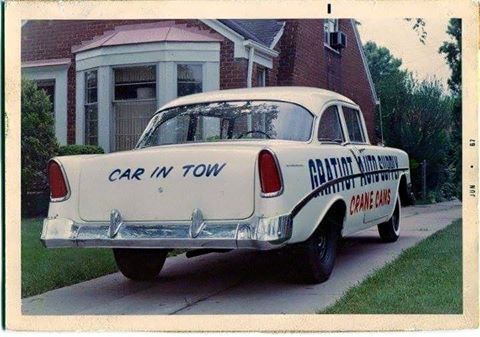 CAR IN TOW
GRATIOT AUTO SUPPLY
CRANE CAMS
JUN • 67